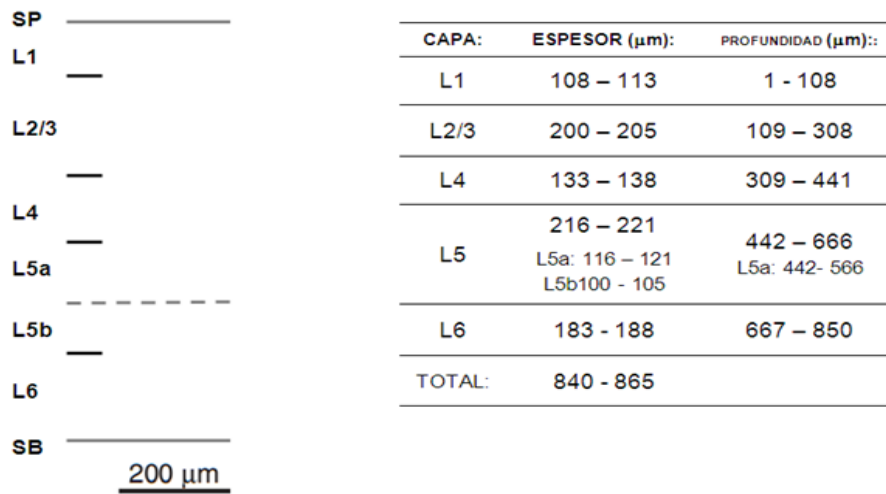 SP
L1
L2/3
L4
L5a
L5b
L6
SB
200 μm
CAPA: ESPESOR (μm): PROFUNDIDAD (μm)::
L1 108 – 113 1 - 108
L2/3 200 – 205 109 – 308
L4 133 – 138 309 – 441
L5 216 – 221 442 – 666
L5a: 116 – 121 L5a: 442- 566
L5b100 - 105
L6 183 - 188 667 – 850
TOTAL: 840 - 865